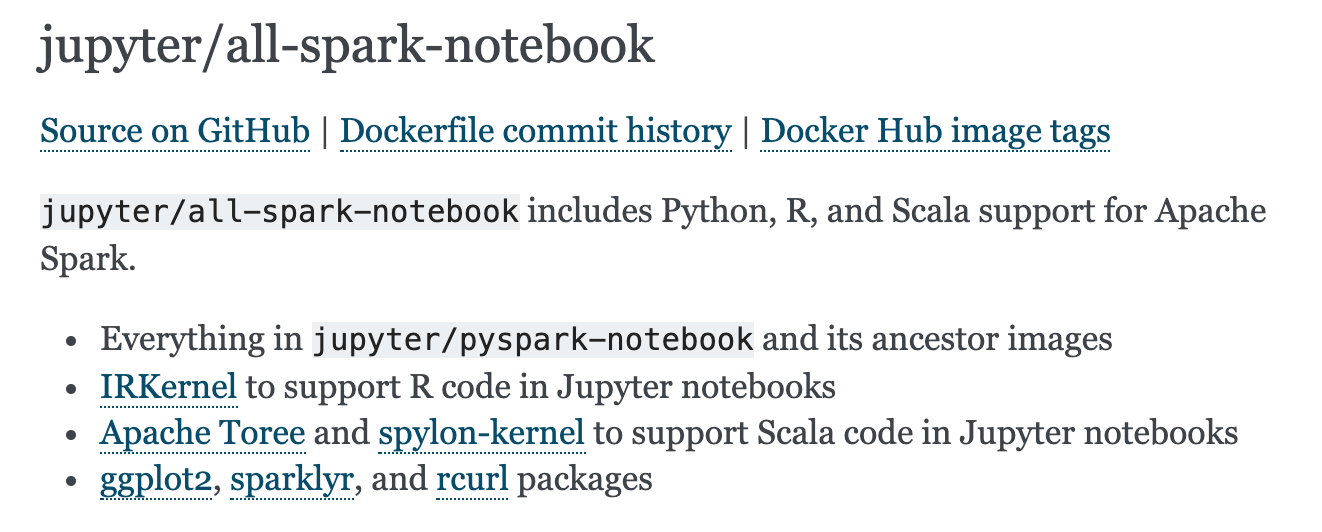 jupyter/all-spark-notebook
Source on GitHub | Dockerfile commit history | Docker Hub image tags
jupyter/all-spark-notebook includes Python, R, and Scala support for Apache
Spark.
• Everything in jupyter/pyspark-notebook and its ancestor images
• IRKernel to support R code in Jupyter notebooks
• Apache Toree and spylon-kernel to support Scala code in Jupyter notebooks
• ggplot2, sparklyr, and rcurl packages